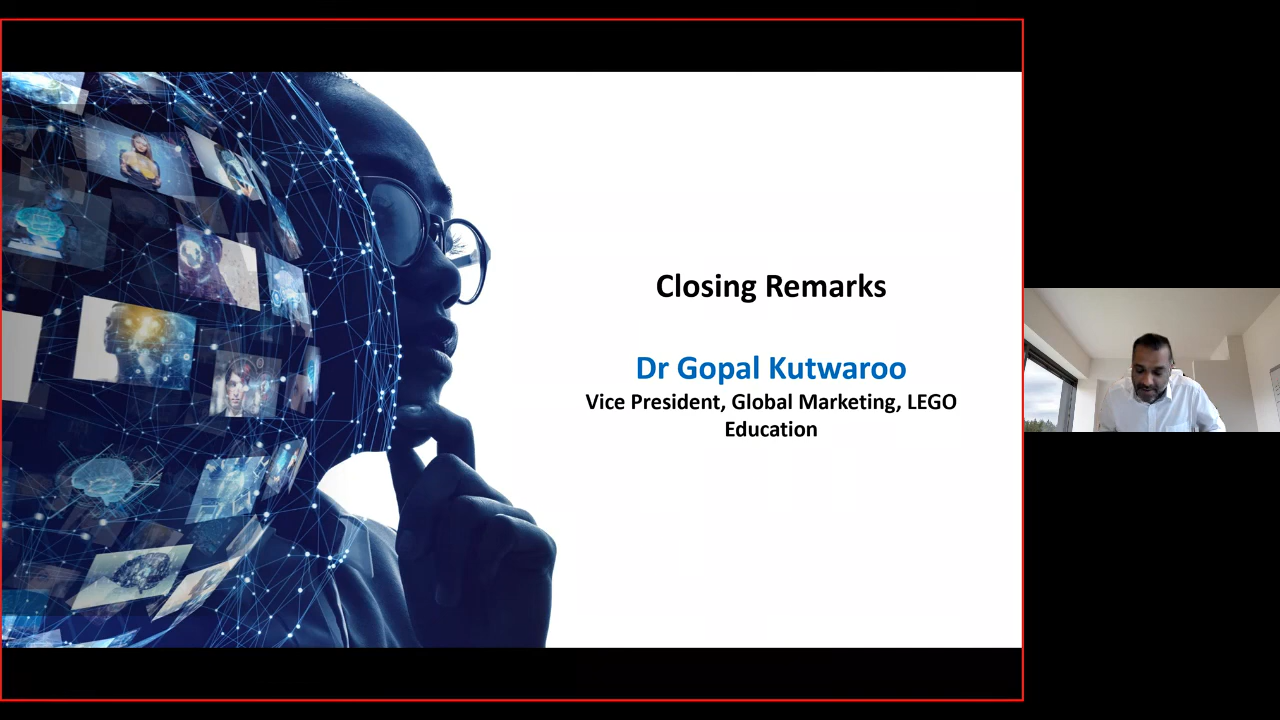 Closing Remarks
Dr Gopal Kutwaroo
Vice President, Global Marketing, LEGO
Education